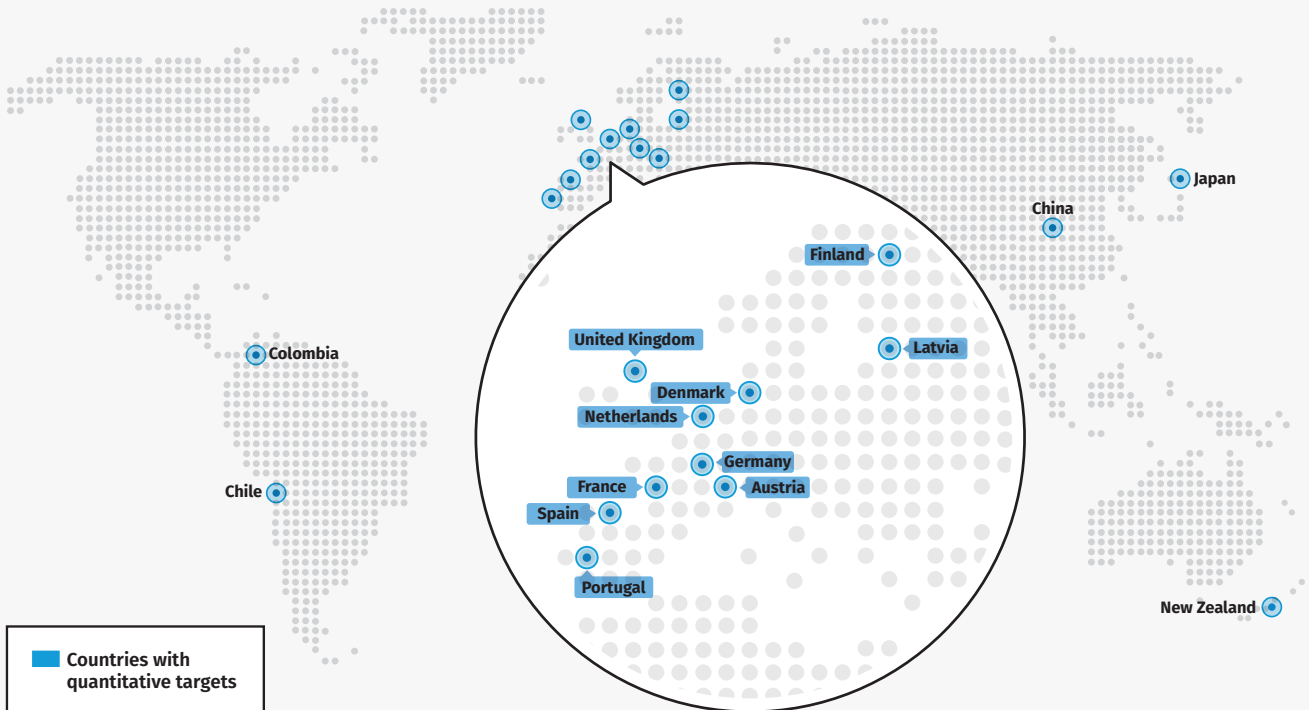 Japan
China
Finland
United Kingdom
Latvia
Colombia
Denmark
Netherlands
Germany
France
Austria
Chile
Spain
Portugal
New Zealand
Countries with
quantitative targets